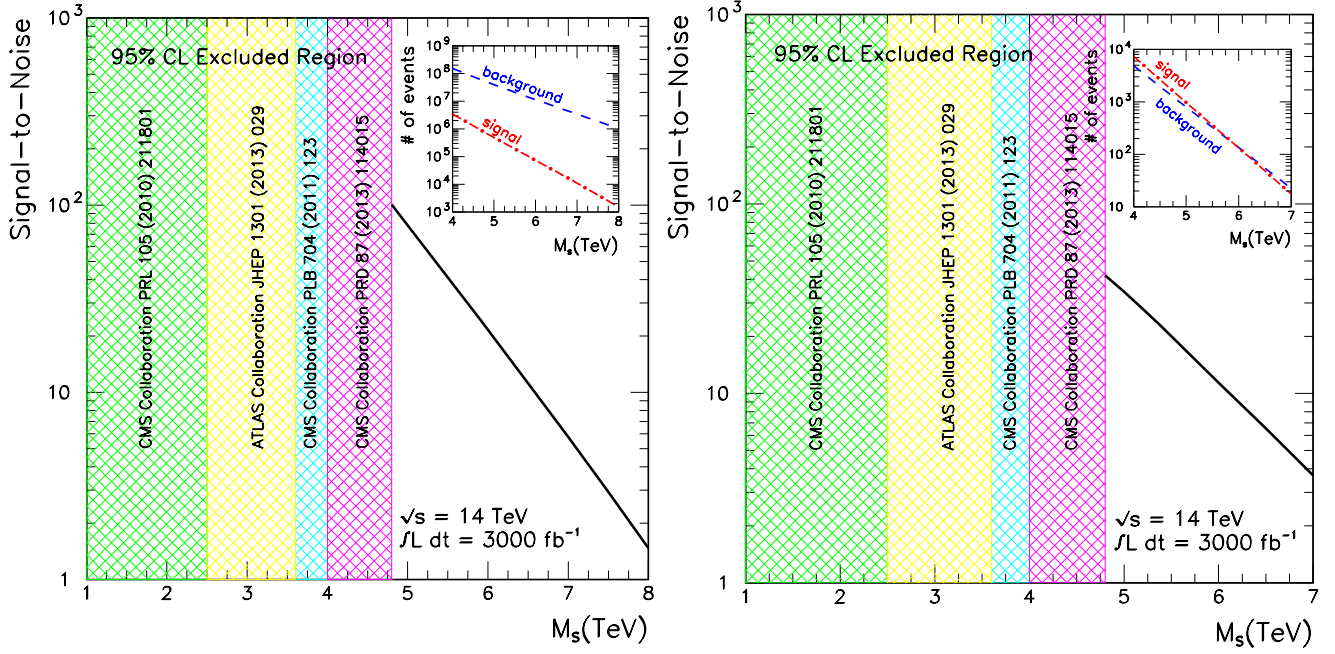 Signal-to-Noise
10³
10²
10
1
95% CL Excluded Region
CMS Collaboration PRL 105 (2010) 211801
ATLAS Collaboration JHEP 1301 (2013) 029
CMS Collaboration PLB 704 (2011) 123
CMS Collaboration PRD 87 (2013) 114015
# of events
10⁹
10⁸
10⁷
10⁶
10⁵
10⁴
10³
background
signal
4 5 6 7 8
Mₛ(TeV)
√s = 14 TeV
∫L dt = 3000 fb⁻¹
1 2 3 4 5 6 7 8
Mₛ(TeV)
Signal-to-Noise
10³
10²
10
1
95% CL Excluded Region
CMS Collaboration PRL 105 (2010) 211801
ATLAS Collaboration JHEP 1301 (2013) 029
CMS Collaboration PLB 704 (2011) 123
CMS Collaboration PRD 87 (2013) 114015
# of events
10⁴
10³
10²
10
signal
background
4 5 6 7
Mₛ(TeV)
√s = 14 TeV
∫L dt = 3000 fb⁻¹
1 2 3 4 5 6 7
Mₛ(TeV)